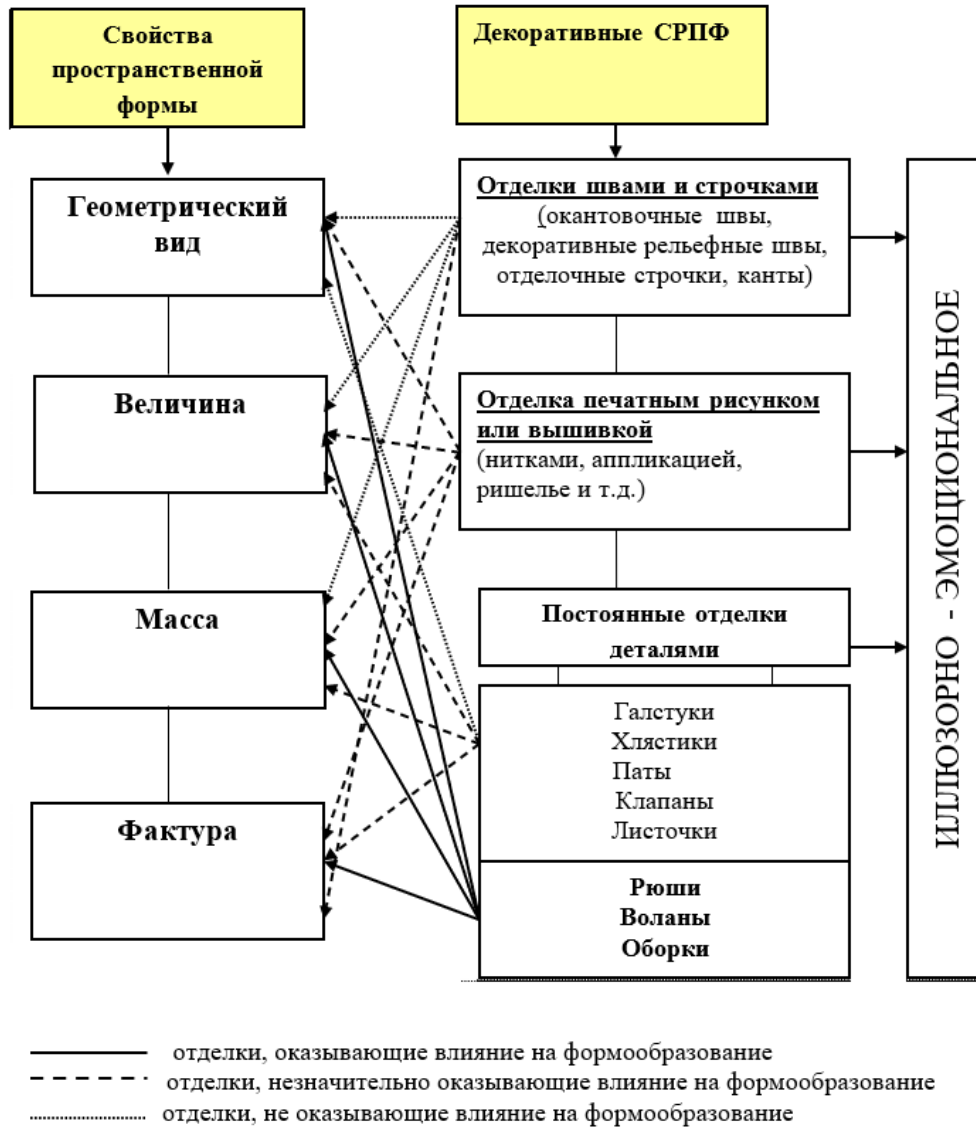 Свойства
пространственной
формы
Декоративные СРПФ
Геометрический
вид
Величина
Масса
Фактура
Отделки швами и строчками
(окантовочные швы,
декоративные рельефные швы,
отделочные строчки, канты)
Отделка печатным рисунком
или вышивкой
(нитками, аппликацией,
ришелье и т.д.)
Постоянные отделки
деталями
Галстуки
Хлястики
Паты
Клапаны
Листочки
Рюши
Воланы
Оборки
ИЛЛЮЗОРНО - ЭМОЦИОНАЛЬНОЕ
отделки, оказывающие влияние на формообразование
отделки, незначительно оказывающие влияние на формообразование
отделки, не оказывающие влияние на формообразование